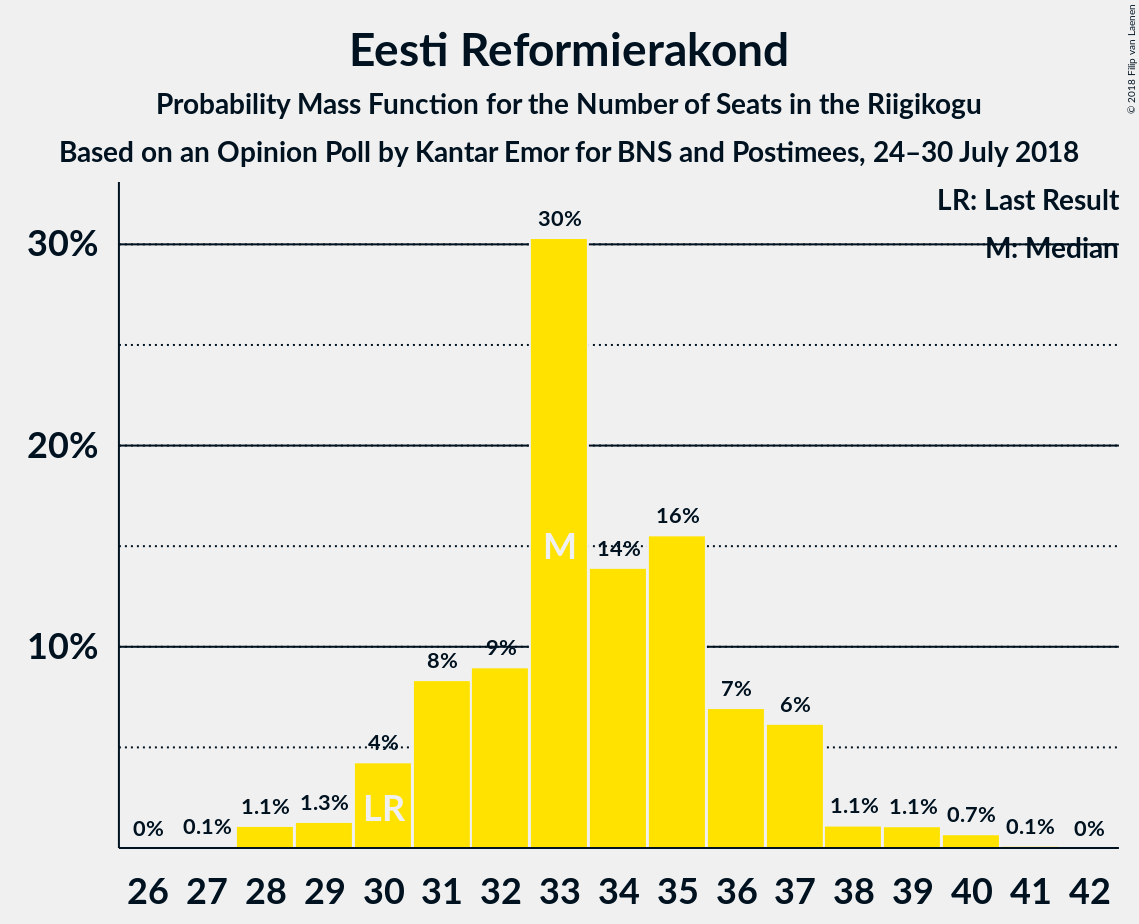 Eesti Reformierakond
Probability Mass Function for the Number of Seats in the Riigikogu
Based on an Opinion Poll by Kantar Emor for BNS and Postimees, 24–30 July 2018
© 2018 Filip van Laenen
LR: Last Result
M: Median
30%
20%
10%
0% 0.1% 1.1% 1.3% 4% 8% 9% 30% 14% 16% 7% 6% 1.1% 1.1% 0.7% 0.1% 0%
M
LR
26 27 28 29 30 31 32 33 34 35 36 37 38 39 40 41 42